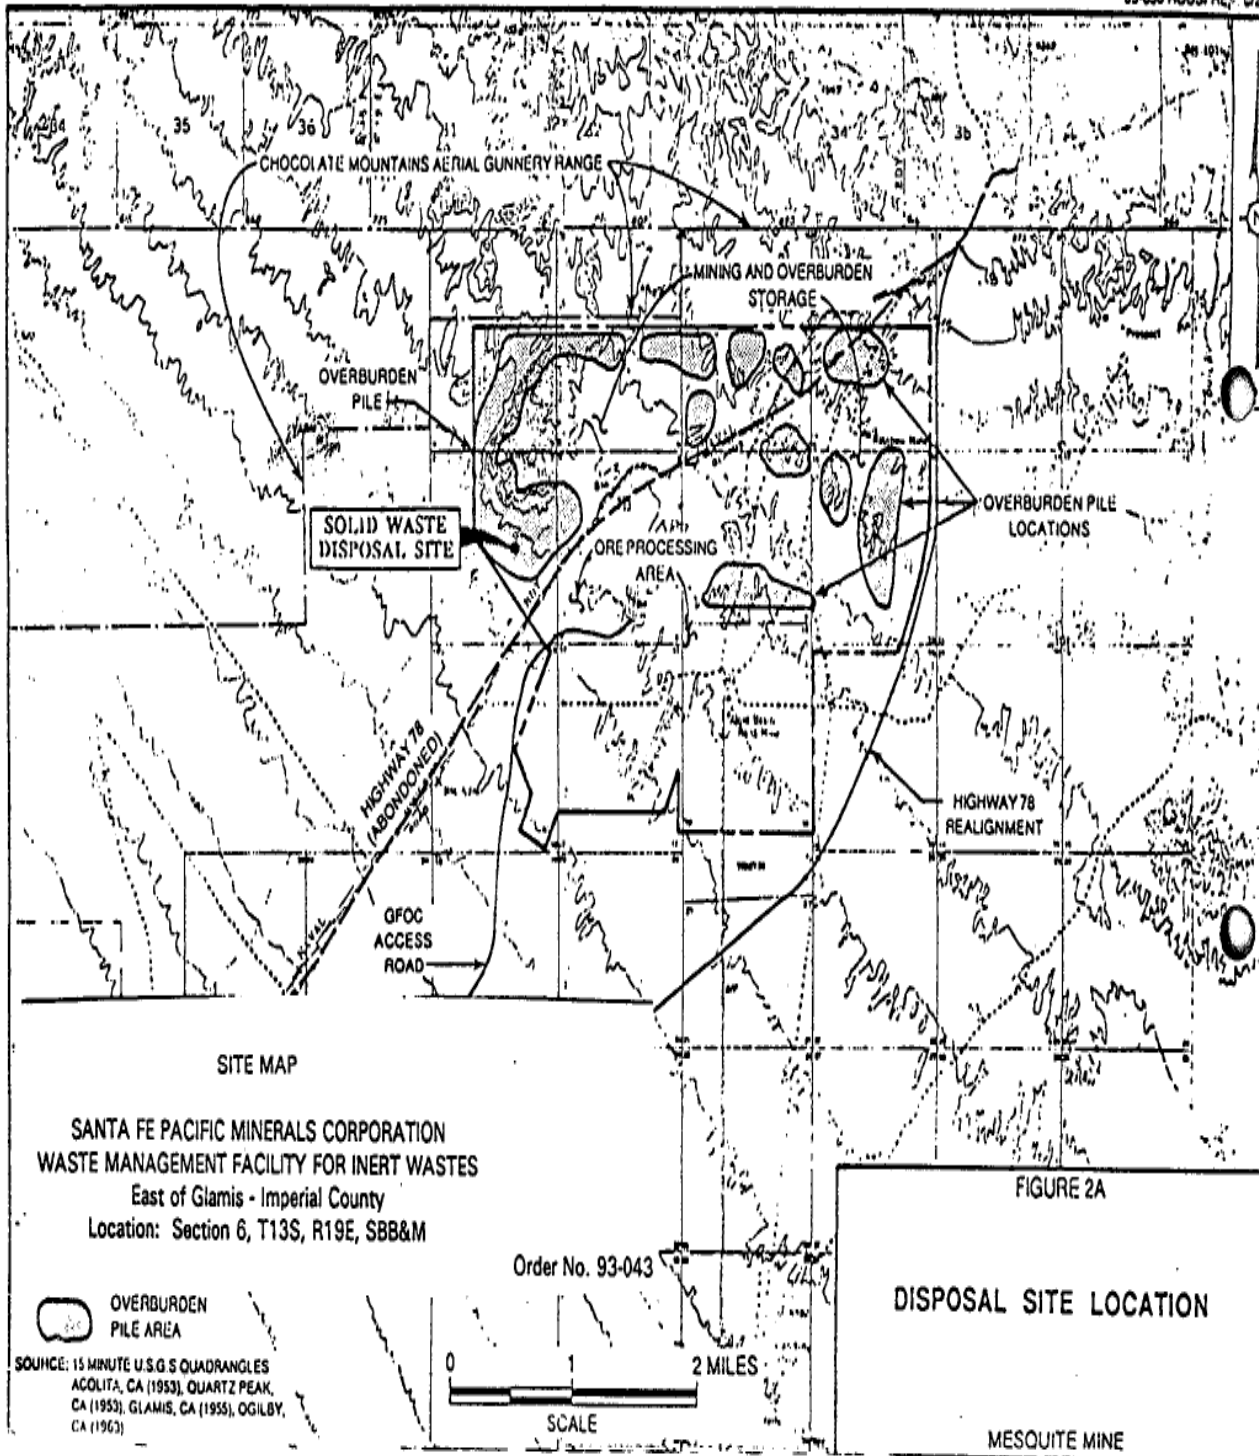 35
36
34
CHOCOLATE MOUNTAINS AERIAL GUNNERY RANGE
MINING AND OVERBURDEN
STORAGE
OVERBURDEN
PILE
SOLID WASTE
DISPOSAL SITE
ORE PROCESSING
AREA
OVERBURDEN PILE
LOCATIONS
HIGHWAY 78
(ABONDONED)
HIGHWAY 78
REALIGNMENT
GFOC
ACCESS
ROAD
SITE MAP
SANTA FE PACIFIC MINERALS CORPORATION
WASTE MANAGEMENT FACILITY FOR INERT WASTES
East of Glamis - Imperial County
Location: Section 6, T13S, R19E, SBB&M
Order No. 93-043
OVERBURDEN
PILE AREA
SOURCE: 15 MINUTE U.S.G.S QUADRANGLES
ACOLITA, CA (1953), QUARTZ PEAK,
CA (1953), GLAMIS, CA (1955), OGILBY,
CA (1963)
0 1 2 MILES
SCALE
FIGURE 2A
DISPOSAL SITE LOCATION
MESQUITE MINE